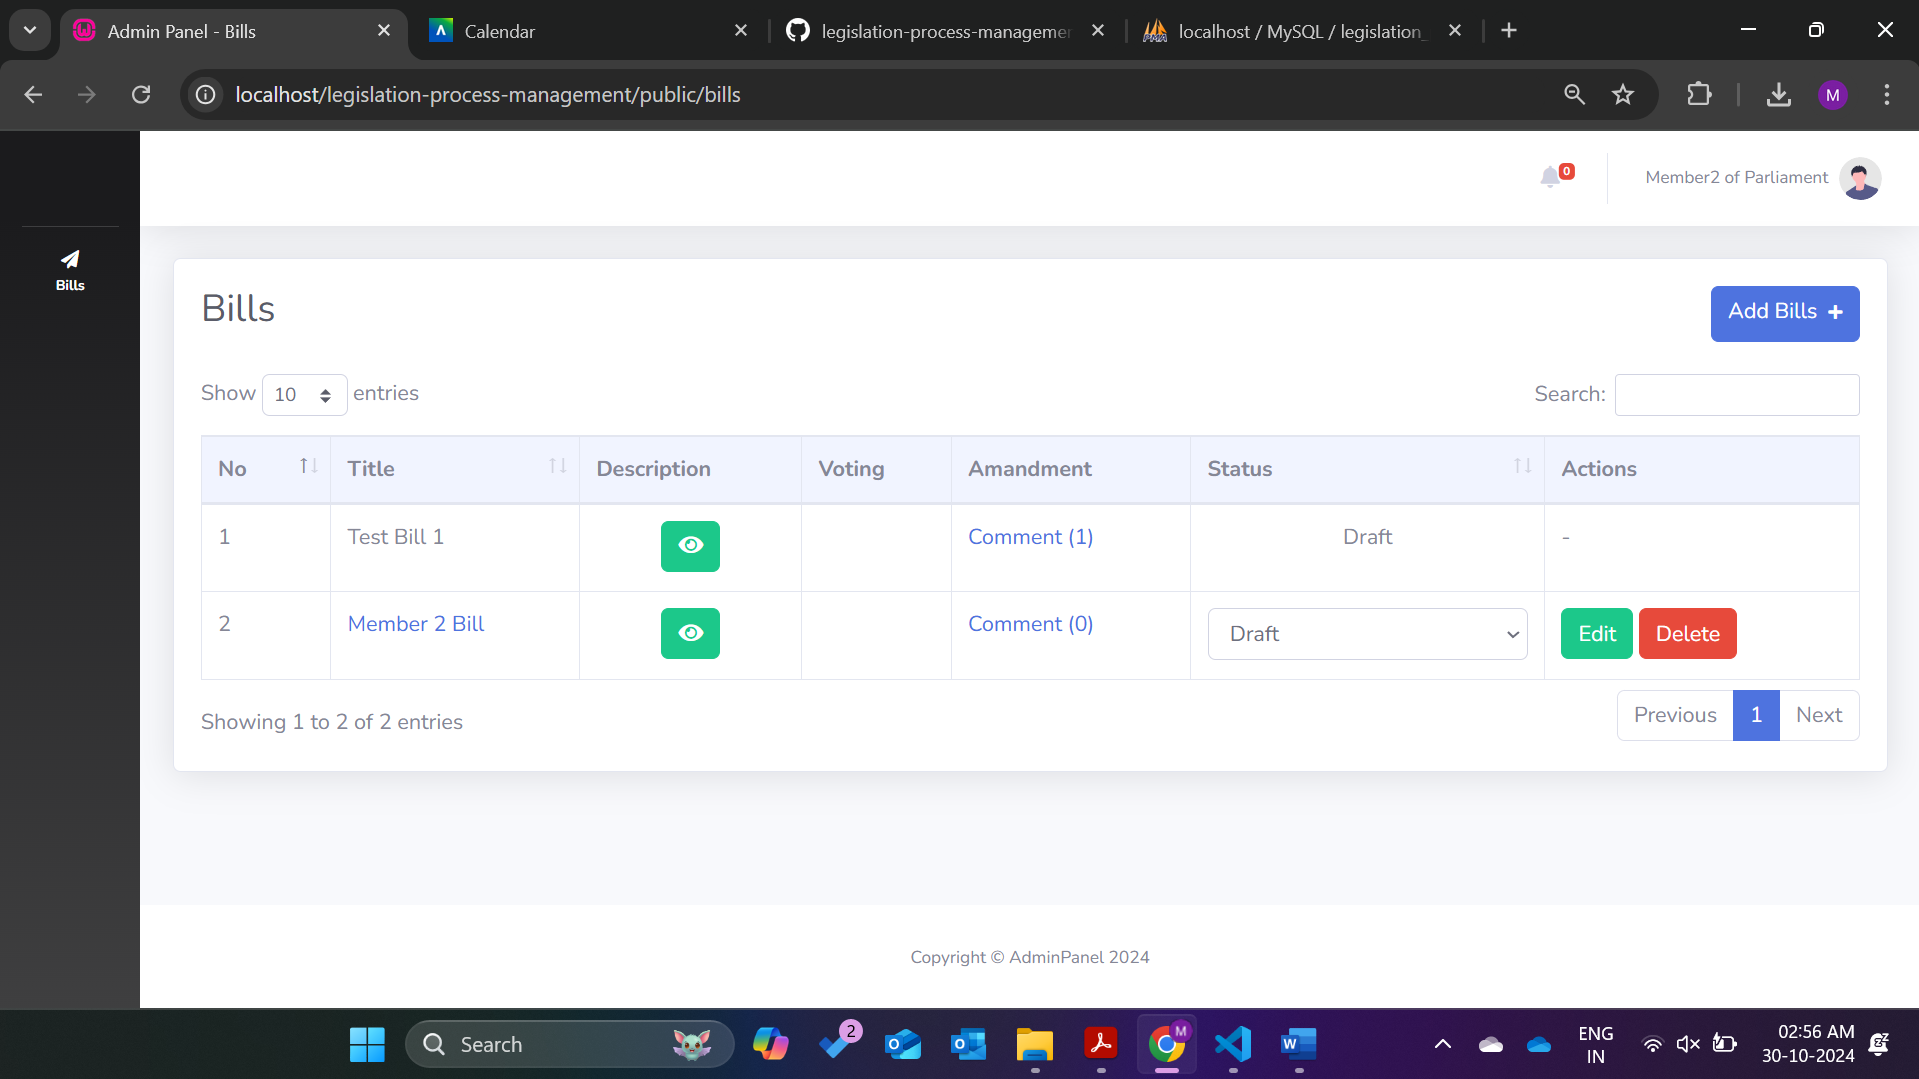 Admin Panel - Bills
Calendar
legislation-process-managemen
localhost / MySQL / legislation_
localhost/legislation-process-management/public/bills
M
0
Member2 of Parliament
Bills
Bills
Add Bills +
Show 10 entries
Search:
No Title Description Voting Amandment Status Actions
1 Test Bill 1 Comment (1) Draft -
2 Member 2 Bill Comment (0) Draft Edit Delete
Showing 1 to 2 of 2 entries
Previous 1 Next
Copyright © AdminPanel 2024
Search
2
M
ENG
IN
02:56 AM
30-10-2024